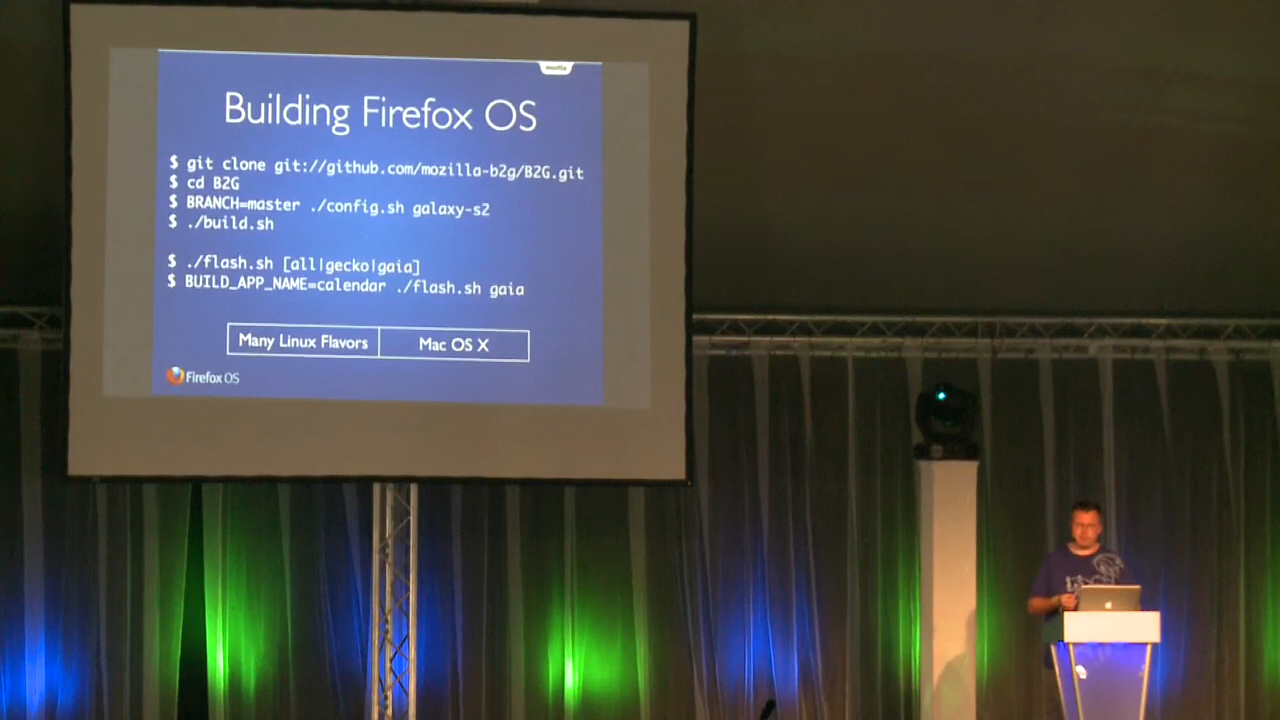 mozilla
Building Firefox OS
$ git clone git://github.com/mozilla-b2g/B2G.git
$ cd B2G
$ BRANCH=master ./config.sh galaxy-s2
$ ./build.sh
$ ./flash.sh [all|gecko|gaia]
$ BUILD_APP_NAME=calendar ./flash.sh gaia
Many Linux Flavors Mac OS X
Firefox OS